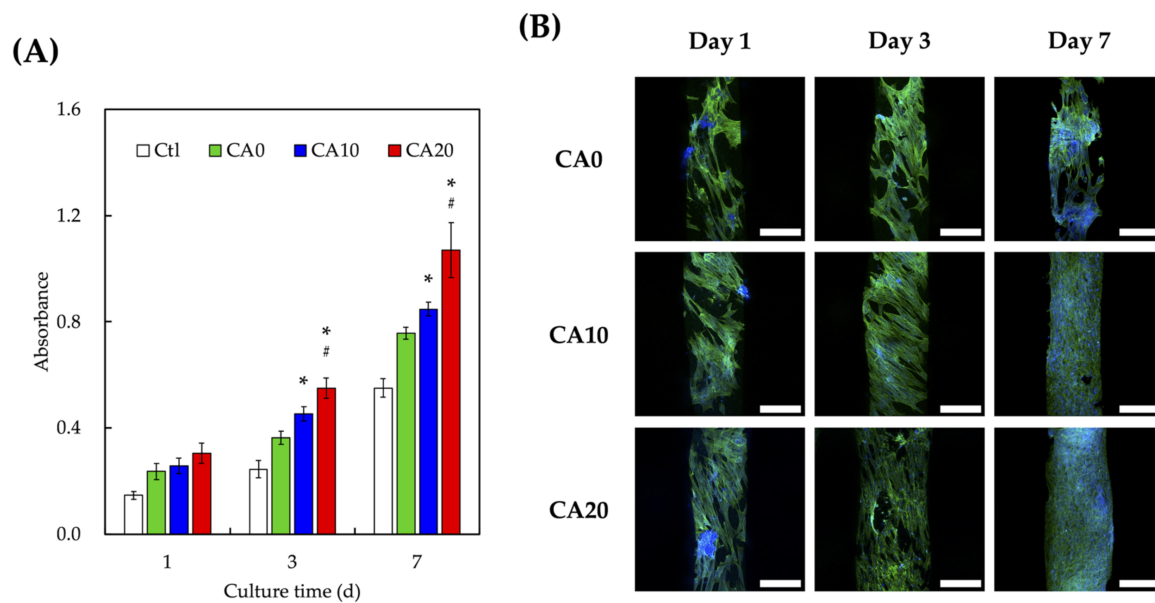 (A)
1.6
1.2
0.8
0.4
0.0
Absorbance
Ctl CA0 CA10 CA20
* #
* * #
* * #
1 3 7
Culture time (d)
(B)
Day 1 Day 3 Day 7
CA0
CA10
CA20